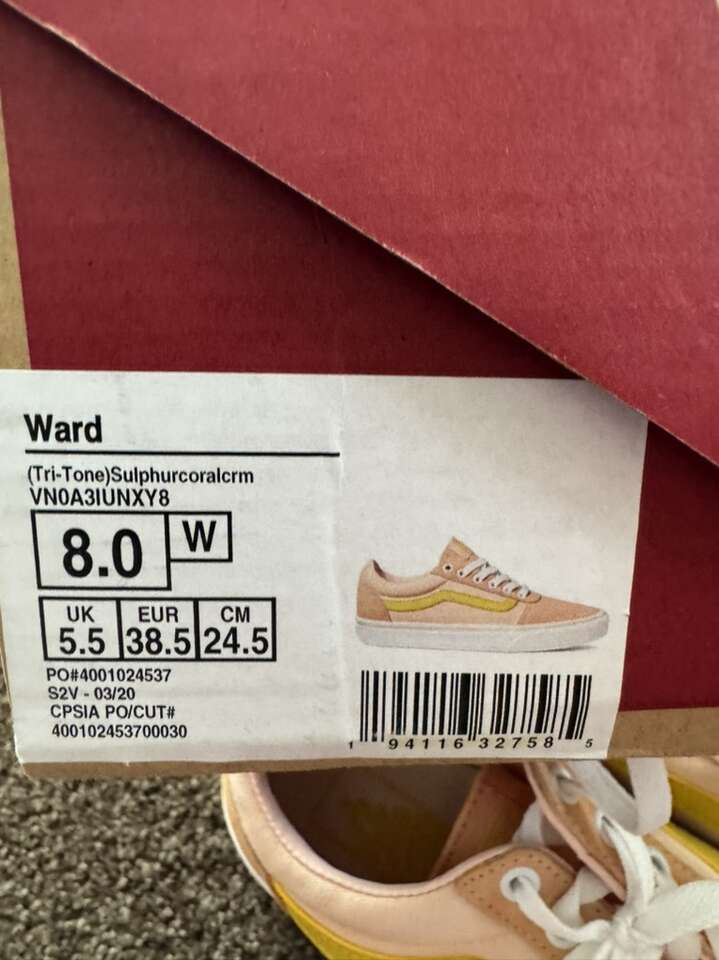 Ward
(Tri-Tone)Sulphurcoralcrm
VN0A3IUNXY8
8.0 W
UK EUR CM
5.5 38.5 24.5
PO#4001024537
S2V - 03/20
CPSIA PO/CUT#
400102453700030
1 94116 32758 5